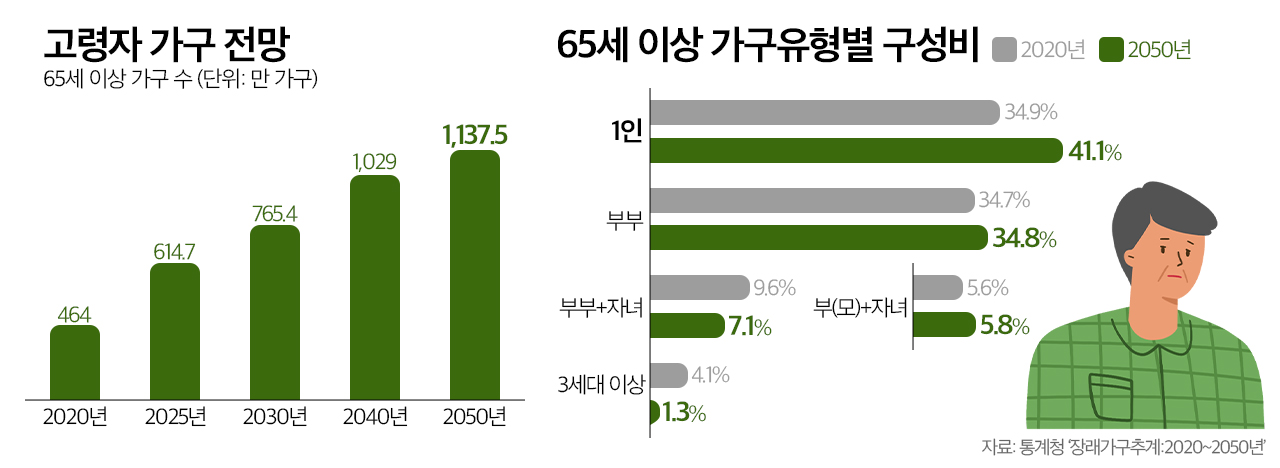 고령자 가구 전망
65세 이상 가구 수 (단위: 만 가구)
464
614.7
765.4
1,029
1,137.5
2020년
2025년
2030년
2040년
2050년
65세 이상 가구유형별 구성비
2020년
2050년
1인
34.9%
41.1%
부부
34.7%
34.8%
부부+자녀
9.6%
7.1%
부(모)+자녀
5.6%
5.8%
3세대 이상
4.1%
1.3%
자료: 통계청 '장래가구추계:2020~2050년'